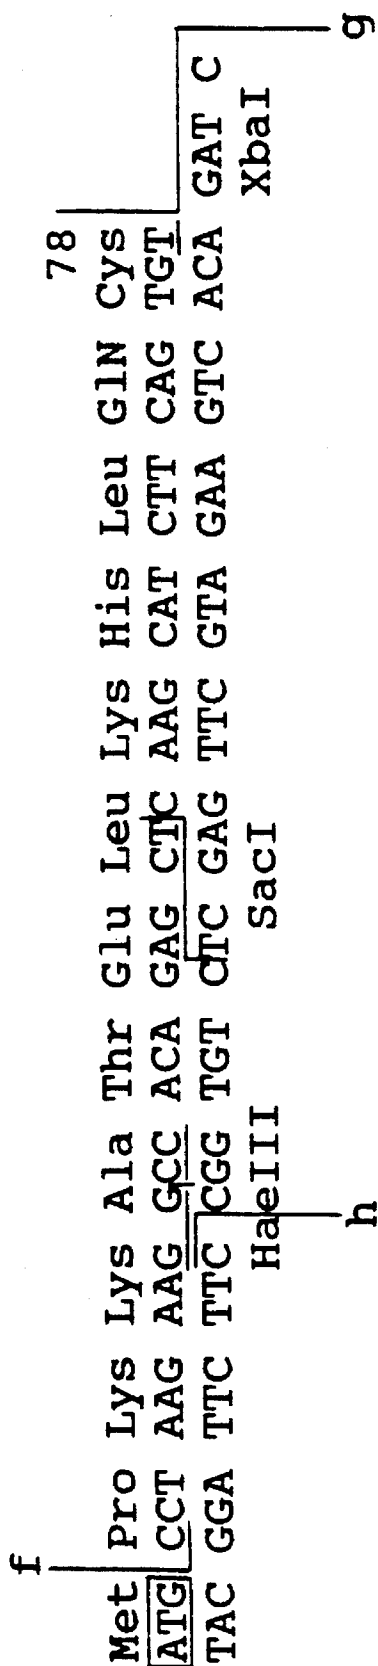 f
78
Met Pro Lys Lys Ala Thr Glu Leu Lys His Leu GlN Cys
ATG CCT AAG AAG GCC ACA GAG CTC AAG CAT CTT CAG TGT
TAC GGA TTC TTC CGG TGT CTC GAG TTC GTA GAA GTC ACA GAT C
HaeIII SacI XbaI
h g